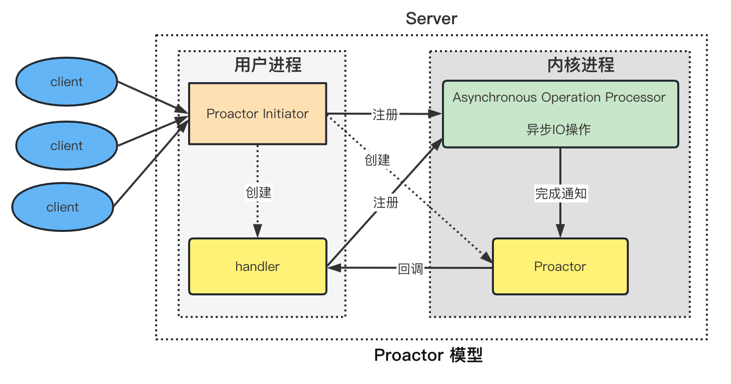 Server
用户进程
内核进程
client
client
client
Proactor Initiator
注册
Asynchronous Operation Processor
异步IO操作
创建
创建
注册
完成通知
handler
回调
Proactor
Proactor 模型